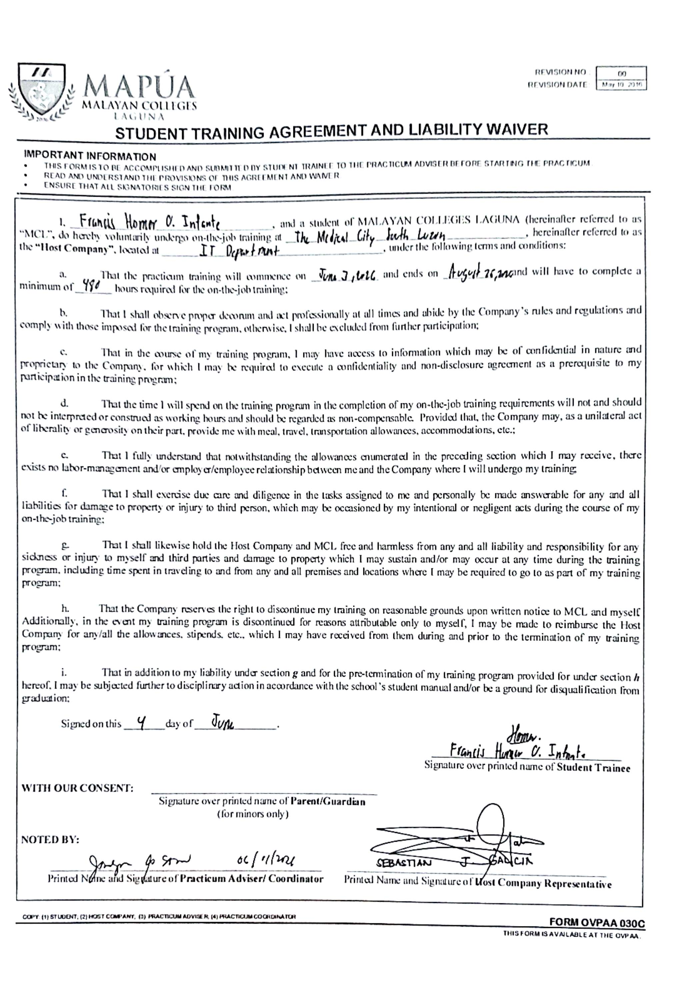 MAPÚA
MALAYAN COLLEGES
LAGUNA
2006
REVISION NO. 00
REVISION DATE: May 10 2016
STUDENT TRAINING AGREEMENT AND LIABILITY WAIVER
IMPORTANT INFORMATION
• THIS FORM IS TO BE ACCOMPLISHED AND SUBMITTED BY STUDENT TRAINEE TO THE PRACTICUM ADVISER BEFORE STARTING THE PRACTICUM.
• READ AND UNDERSTAND THE PROVISIONS OF THIS AGREEMENT AND WAIVER
• ENSURE THAT ALL SIGNATORIES SIGN THE FORM
I, Francis Homer O. Infante, and a student of MALAYAN COLLEGES LAGUNA (hereinafter referred to as
“MCL”, do hereby voluntarily undergo on-the-job training at The Medical City South Luzon, hereinafter referred to as
the “Host Company”, located at IT Department, under the following terms and conditions:
a. That the practicum training will commence on June 3, 2026 and ends on August and will have to complete a
minimum of 480 hours required for the on-the-job training;
b. That I shall observe proper decorum and act professionally at all times and abide by the Company’s rules and regulations and
comply with those imposed for the training program, otherwise, I shall be excluded from further participation;
c. That in the course of my training program, I may have access to information which may be of confidential in nature and
proprietary to the Company, for which I may be required to execute a confidentiality and non-disclosure agreement as a prerequisite to my
participation in the training program;
d. That the time I will spend on the training program in the completion of my on-the-job training requirements will not and should
not be interpreted or construed as working hours and should be regarded as non-compensable. Provided that, the Company may, as a unilateral act
of liberality or generosity on their part, provide me with meal, travel, transportation allowances, accommodations, etc.;
e. That I fully understand that notwithstanding the allowances enumerated in the preceding section which I may receive, there
exists no labor-management and/or employer/employee relationship between me and the Company where I will undergo my training;
f. That I shall exercise due care and diligence in the tasks assigned to me and personally be made answerable for any and all
liabilities for damage to property or injury to third person, which may be occasioned by my intentional or negligent acts during the course of my
on-the-job training;
g. That I shall likewise hold the Host Company and MCL free and harmless from any and all liability and responsibility for any
sickness or injury to myself and third parties and damage to property which I may sustain and/or may occur at any time during the training
program, including time spent in traveling to and from any and all premises and locations where I may be required to go to as part of my training
program;
h. That the Company reserves the right to discontinue my training on reasonable grounds upon written notice to MCL and myself.
Additionally, in the event my training program is discontinued for reasons attributable only to myself, I may be made to reimburse the Host
Company for any/all the allowances, stipends, etc., which I may have received from them during and prior to the termination of my training
program;
i. That in addition to my liability under section g and for the pre-termination of my training program provided for under section h
hereof, I may be subjected further to disciplinary action in accordance with the school’s student manual and/or be a ground for disqualification from
graduation;
Signed on this 4 day of June.
Homer.
Francis Homer O. Infante
Signature over printed name of Student Trainee
WITH OUR CONSENT:
Signature over printed name of Parent/Guardian
(for minors only)
NOTED BY:
06/11/2026
SEBASTIAN J. GALICIA
Printed Name and Signature of Practicum Adviser/ Coordinator
Printed Name and Signature of Host Company Representative
COPY: (1) STUDENT; (2) HOST COMPANY; (3) PRACTICUM ADVISER; (4) PRACTICUM COORDINATOR
FORM OVPAA 030C
THIS FORM IS AVAILABLE AT THE OVPAA.